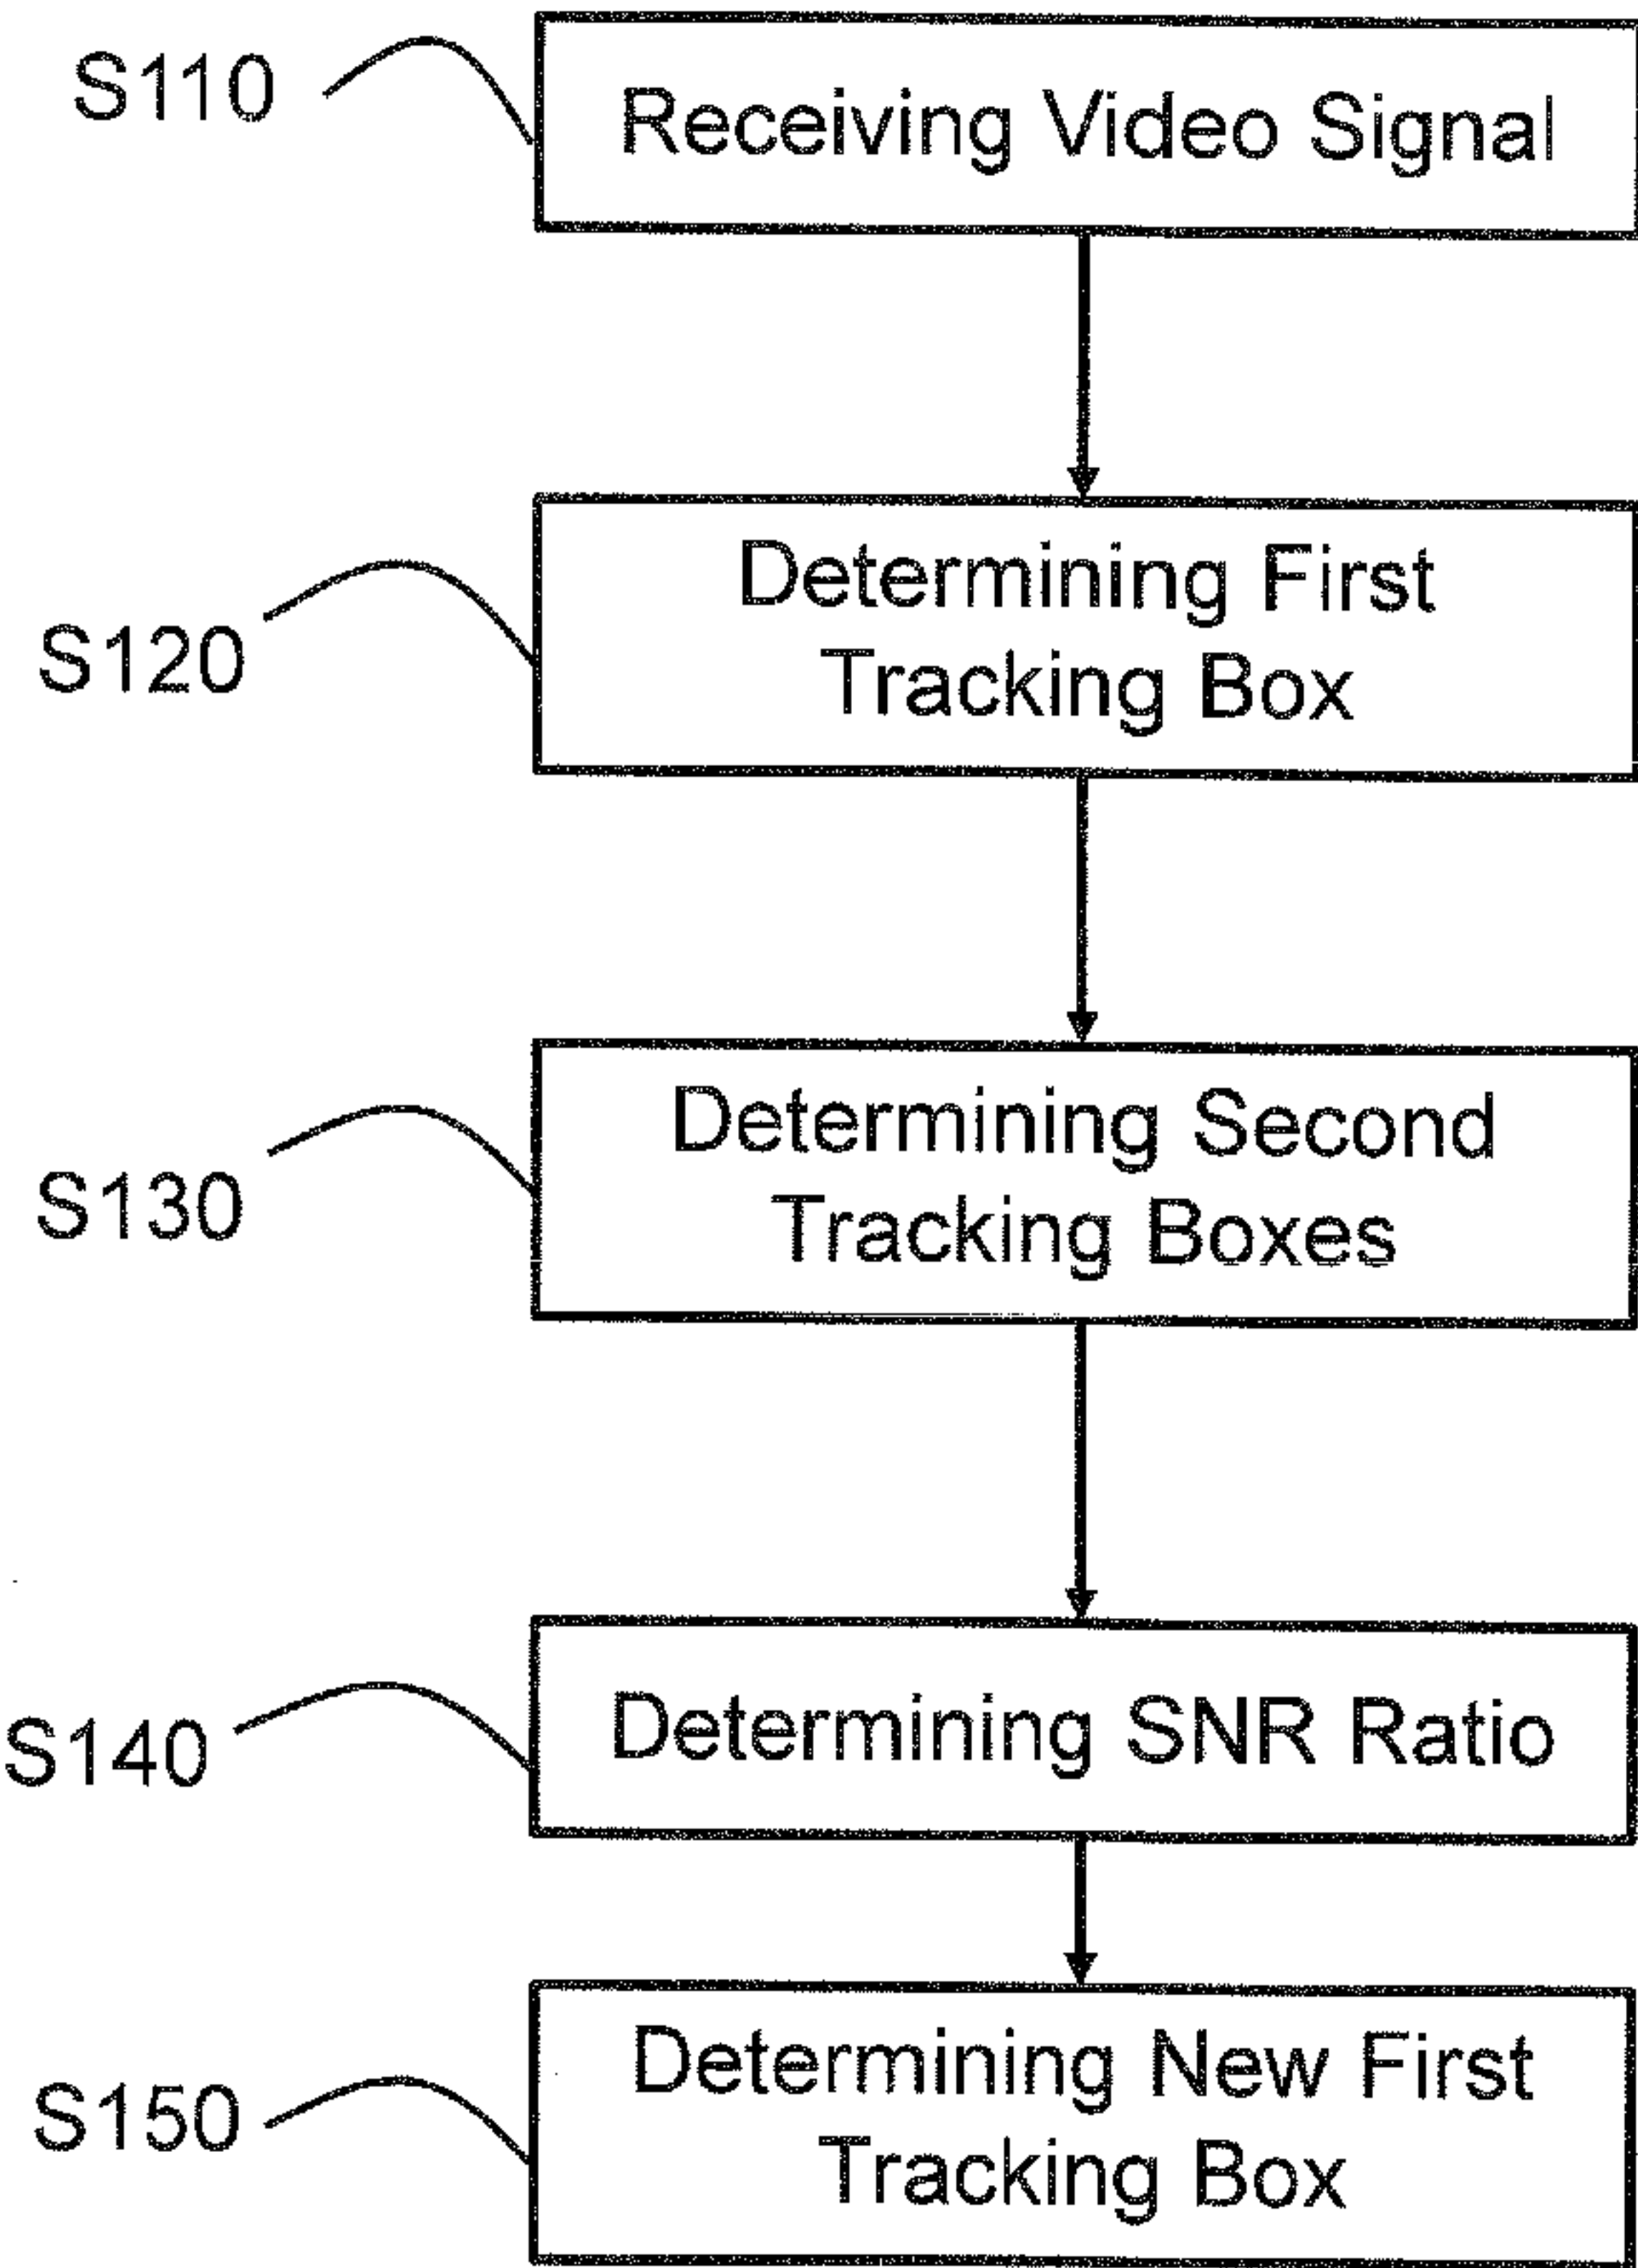 S110
Receiving Video Signal
Determining First
Tracking Box
S120
Determining Second
Tracking Boxes
S130
Determining SNR Ratio
S140
Determining New First
Tracking Box
S150